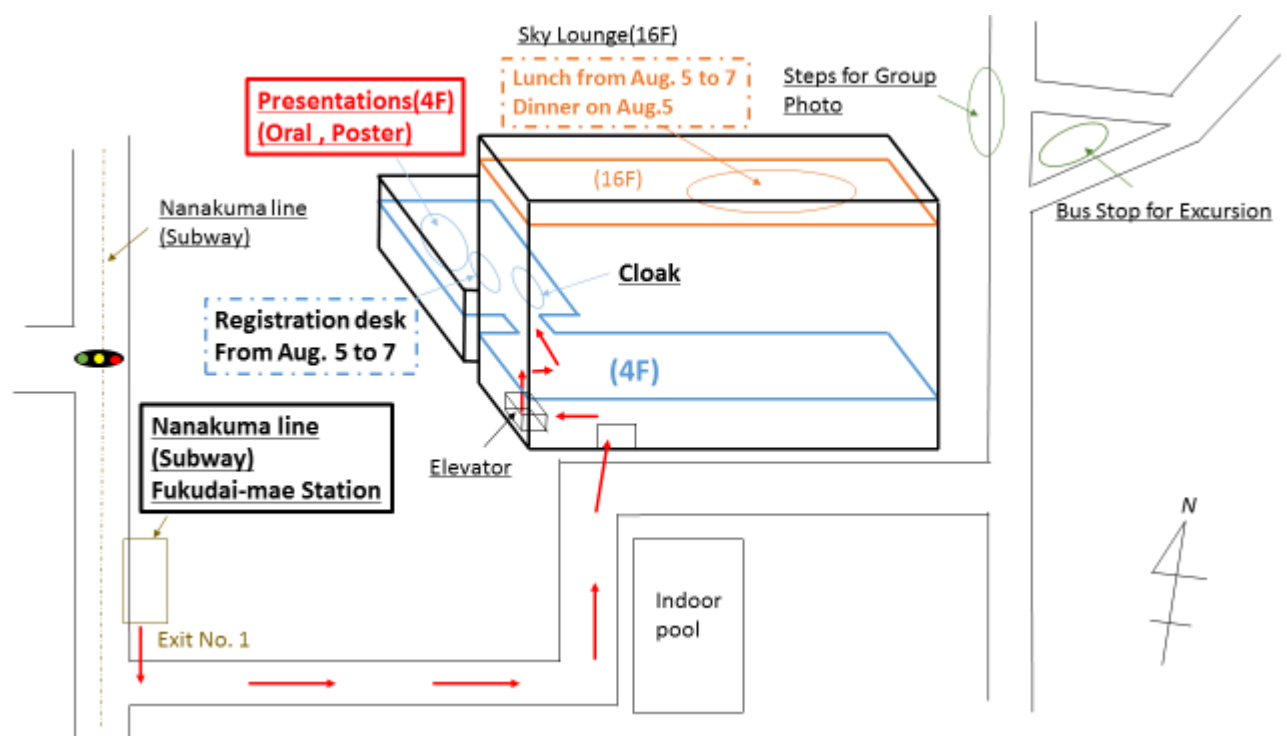 Sky Lounge(16F)
Lunch from Aug. 5 to 7
Dinner on Aug.5
Steps for Group
Photo
Presentations(4F)
(Oral , Poster)
(16F)
Nanakuma line
(Subway)
Bus Stop for Excursion
Cloak
Registration desk
From Aug. 5 to 7
(4F)
Nanakuma line
(Subway)
Fukudai-mae Station
Elevator
N
Indoor
pool
Exit No. 1